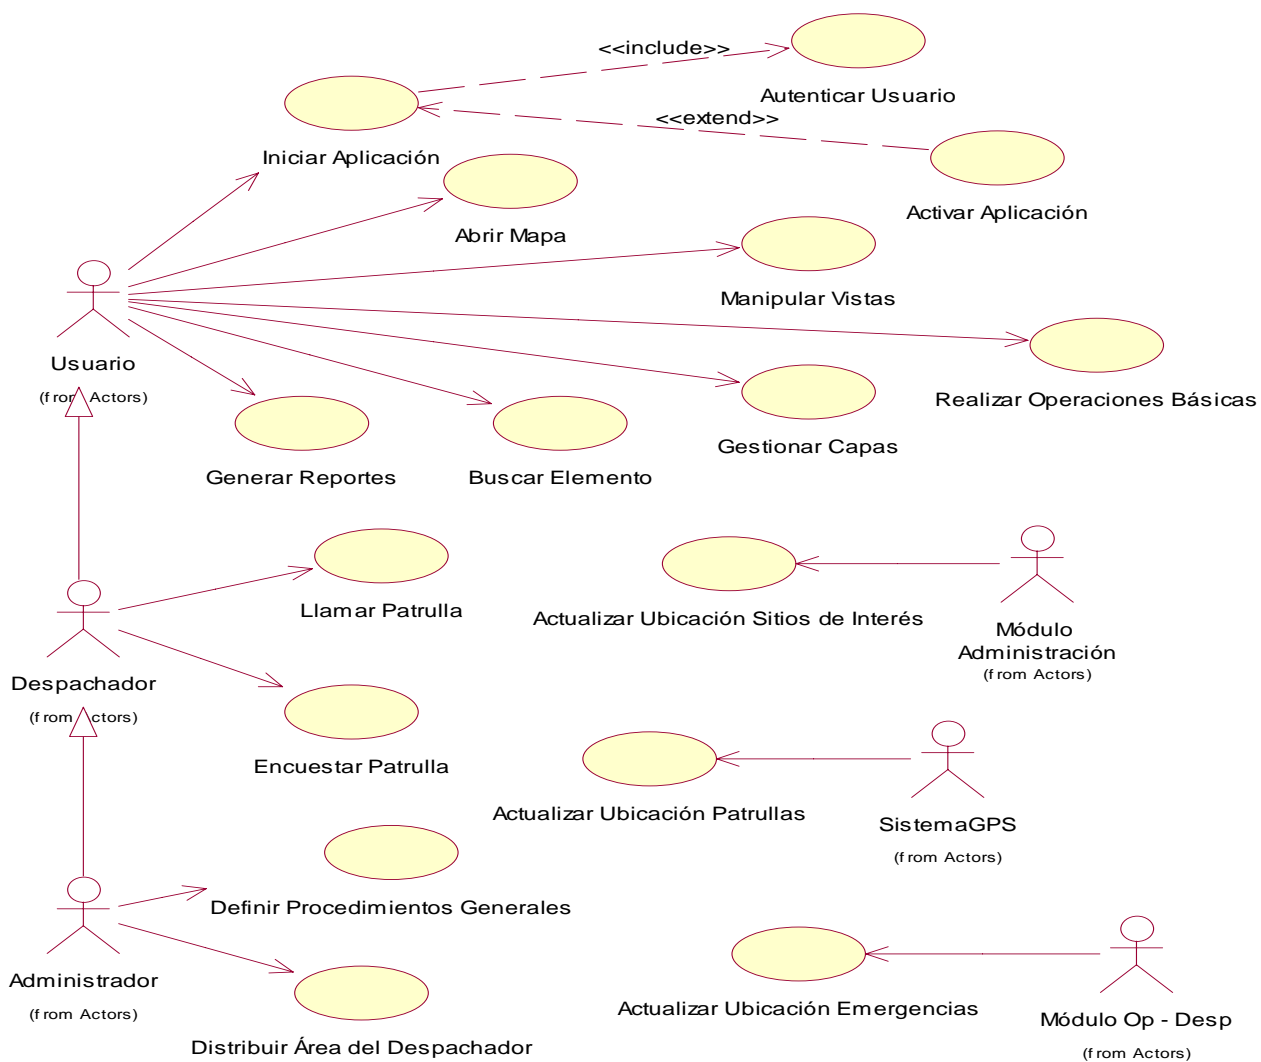 <<include>>
Autenticar Usuario
<<extend>>
Iniciar Aplicación
Activar Aplicación
Abrir Mapa
Manipular Vistas
Usuario
(from Actors)
Realizar Operaciones Básicas
Generar Reportes
Buscar Elemento
Gestionar Capas
Llamar Patrulla
Actualizar Ubicación Sitios de Interés
Módulo
Administración
(from Actors)
Despachador
(from Actors)
Encuestar Patrulla
Actualizar Ubicación Patrullas
SistemaGPS
(from Actors)
Definir Procedimientos Generales
Administrador
(from Actors)
Actualizar Ubicación Emergencias
Módulo Op - Desp
(from Actors)
Distribuir Área del Despachador